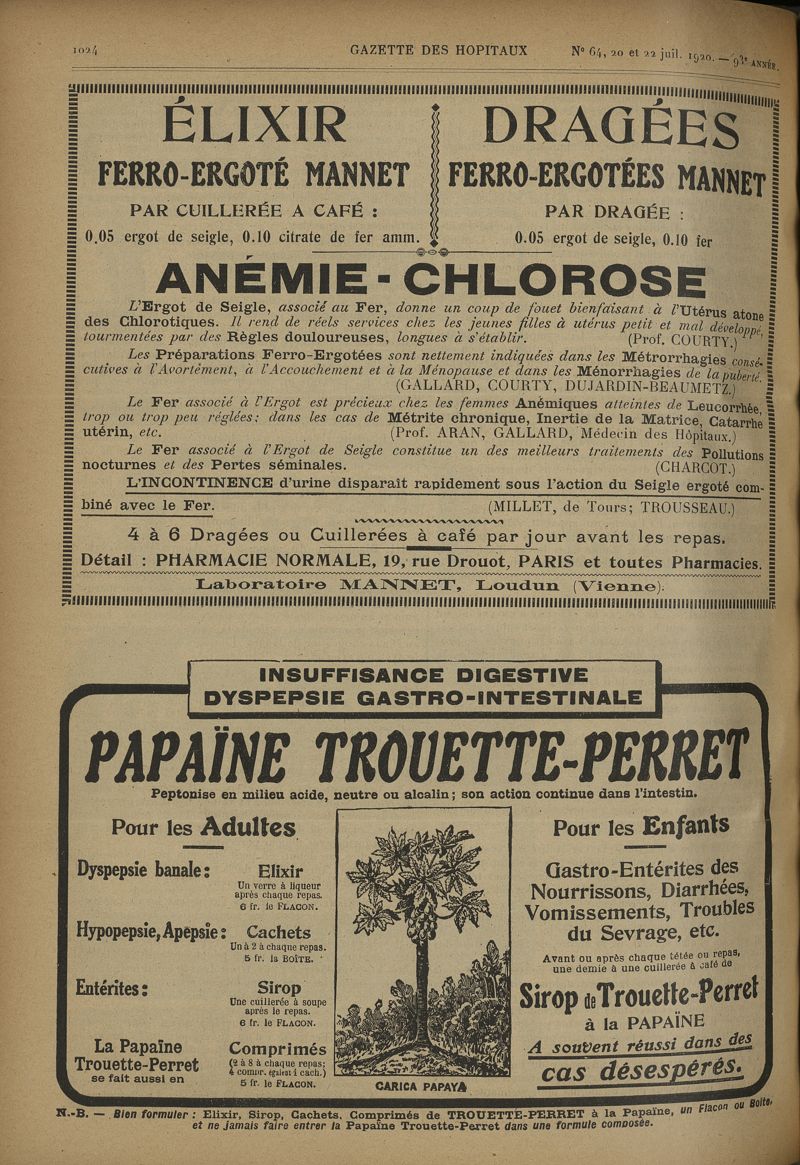 1024 GAZETTE DES HOPITAUX N° 64, 20 et 22 juil. 1920. — 93e ANNÉE.
ÉLIXIR
FERRO-ERGOTÉ MANNET
PAR CUILLERÉE A CAFÉ :
0.05 ergot de seigle, 0.10 citrate de fer amm.
DRAGÉES
FERRO-ERGOTÉES MANNET
PAR DRAGÉE :
0.05 ergot de seigle, 0.10 fer
ANÉMIE - CHLOROSE
L'Ergot de Seigle, associé au Fer, donne un coup de fouet bienfaisant à l'Utérus atone
des Chlorotiques. Il rend de réels services chez les jeunes filles à utérus petit et mal développé,
tourmentées par des Règles douloureuses, longues à s'établir. (Prof. COURTY.)
Les Préparations Ferro-Ergotées sont nettement indiquées dans les Métrorrhagies consé-
cutives à l'Avortement, à l'Accouchement et à la Ménopause et dans les Ménorrhagies de la puberté.
(GALLARD, COURTY, DUJARDIN-BEAUMETZ.)
Le Fer associé à l'Ergot est précieux chez les femmes Anémiques atteintes de Leucorrhée,
trop ou trop peu réglées; dans les cas de Métrite chronique, Inertie de la Matrice, Catarrhe
utérin, etc. (Prof. ARAN, GALLARD, Médecin des Hôpitaux.)
Le Fer associé à l'Ergot de Seigle constitue un des meilleurs traitements des Pollutions
nocturnes et des Pertes séminales. (CHARCOT.)
L'INCONTINENCE d'urine disparaît rapidement sous l'action du Seigle ergoté com-
biné avec le Fer. (MILLET, de Tours; TROUSSEAU.)
4 à 6 Dragées ou Cuillerées à café par jour avant les repas.
Détail : PHARMACIE NORMALE, 19, rue Drouot, PARIS et toutes Pharmacies.
Laboratoire MANNET, Loudun (Vienne).
INSUFFISANCE DIGESTIVE
DYSPEPSIE GASTRO-INTESTINALE
PAPAÏNE TROUETTE-PERRET
Peptonise en milieu acide, neutre ou alcalin; son action continue dans l'intestin.
Pour les Adultes
Dyspepsie banale : Elixir
Un verre à liqueur
après chaque repas.
6 fr. le FLACON.
Hypopepsie, Apepsie : Cachets
Un à 2 à chaque repas.
5 fr. la BOÎTE.
Entérites : Sirop
Une cuillerée à soupe
après le repas.
6 fr. le FLACON.
La Papaïne
Trouette-Perret
se fait aussi en
Comprimés
(2 à 8 à chaque repas;
4 compr. égalent 1 cach.)
5 fr. le FLACON.
CARICA PAPAYA
Pour les Enfants
Gastro-Entérites des
Nourrissons, Diarrhées,
Vomissements, Troubles
du Sevrage, etc.
Avant ou après chaque tétée ou repas,
une demie à une cuillerée à café de
Sirop de Trouette-Perret
à la PAPAÏNE
A souvent réussi dans des
cas désespérés.
N.-B. — Bien formuler : Elixir, Sirop, Cachets, Comprimés de TROUETTE-PERRET à la Papaïne, un Flacon ou Boîte,
et ne jamais faire entrer la Papaïne Trouette-Perret dans une formule composée.